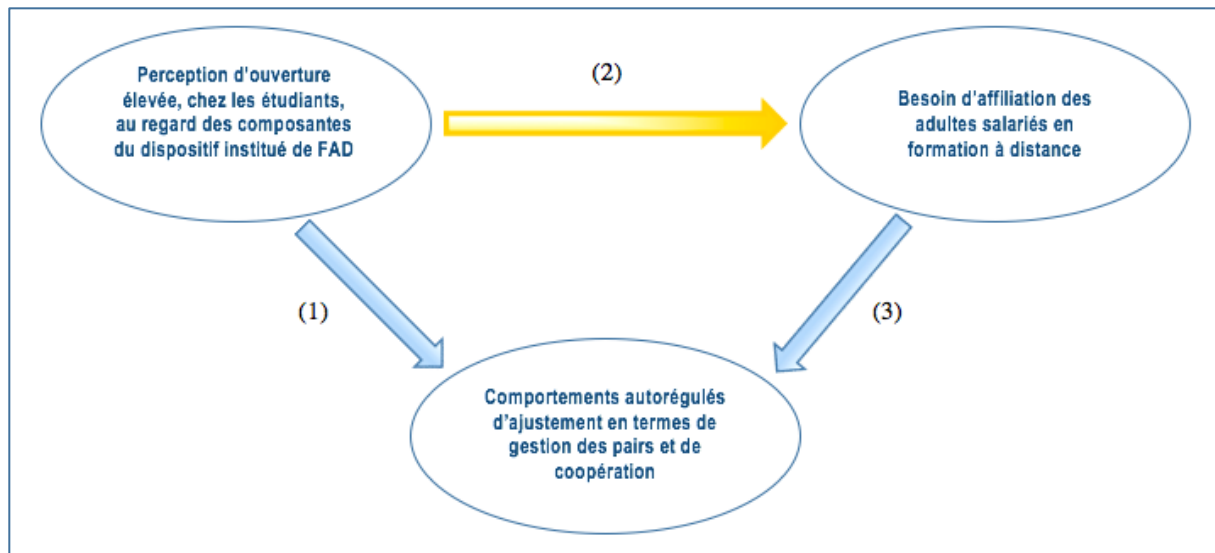 Perception d'ouverture
élevée, chez les étudiants,
au regard des composantes
du dispositif institué de FAD
(2)
Besoin d'affiliation des
adultes salariés en
formation à distance
(1)
(3)
Comportements autorégulés
d'ajustement en termes de
gestion des pairs et de
coopération